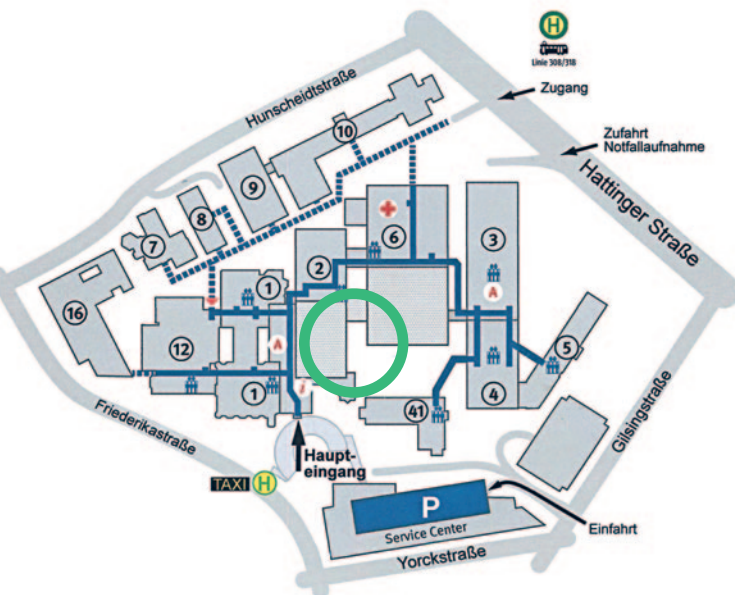 H
Linie 308/318
Zugang
Zufahrt
Notfallaufnahme
Hunscheidtstraße
Hattinger Straße
10
9
8
7
6
3
2
1
16
A
12
A
5
1
i
4
41
Friederikastraße
Gilsingstraße
Haupt-
eingang
TAXI H
P
Service Center
Einfahrt
Yorckstraße